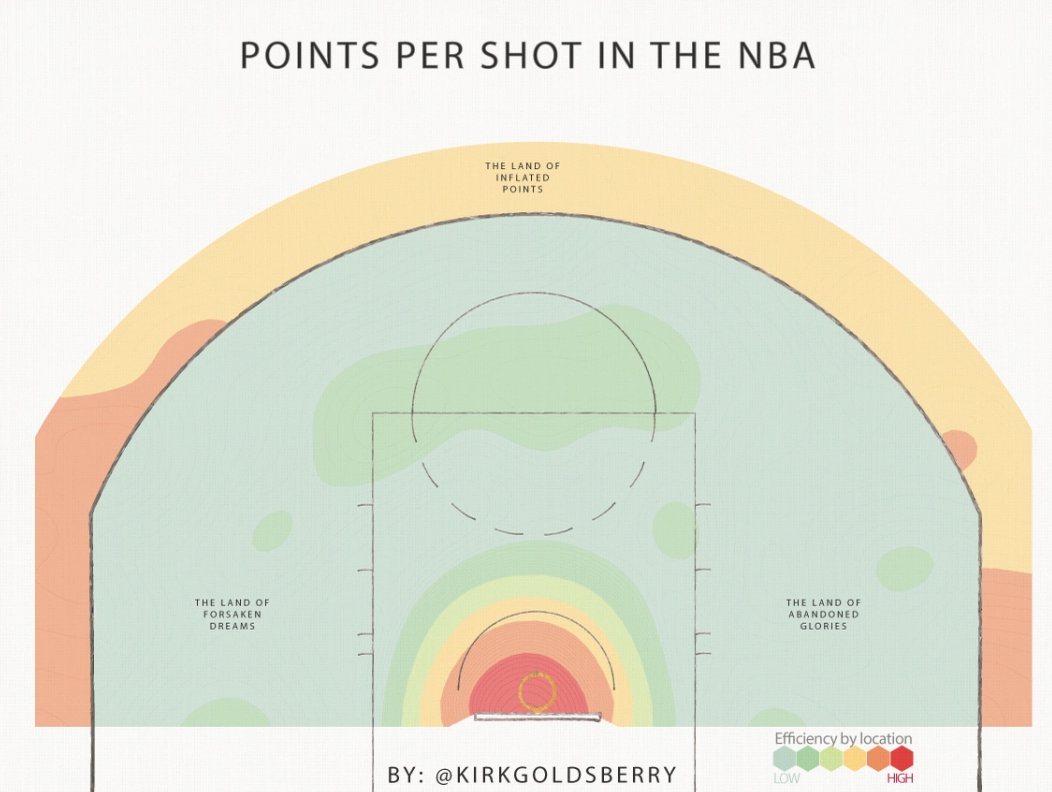 POINTS PER SHOT IN THE NBA
THE LAND OF
INFLATED
POINTS
THE LAND OF
FORSAKEN
DREAMS
THE LAND OF
ABANDONED
GLORIES
Efficiency by location
LOW HIGH
BY: @KIRKGOLDSBERRY